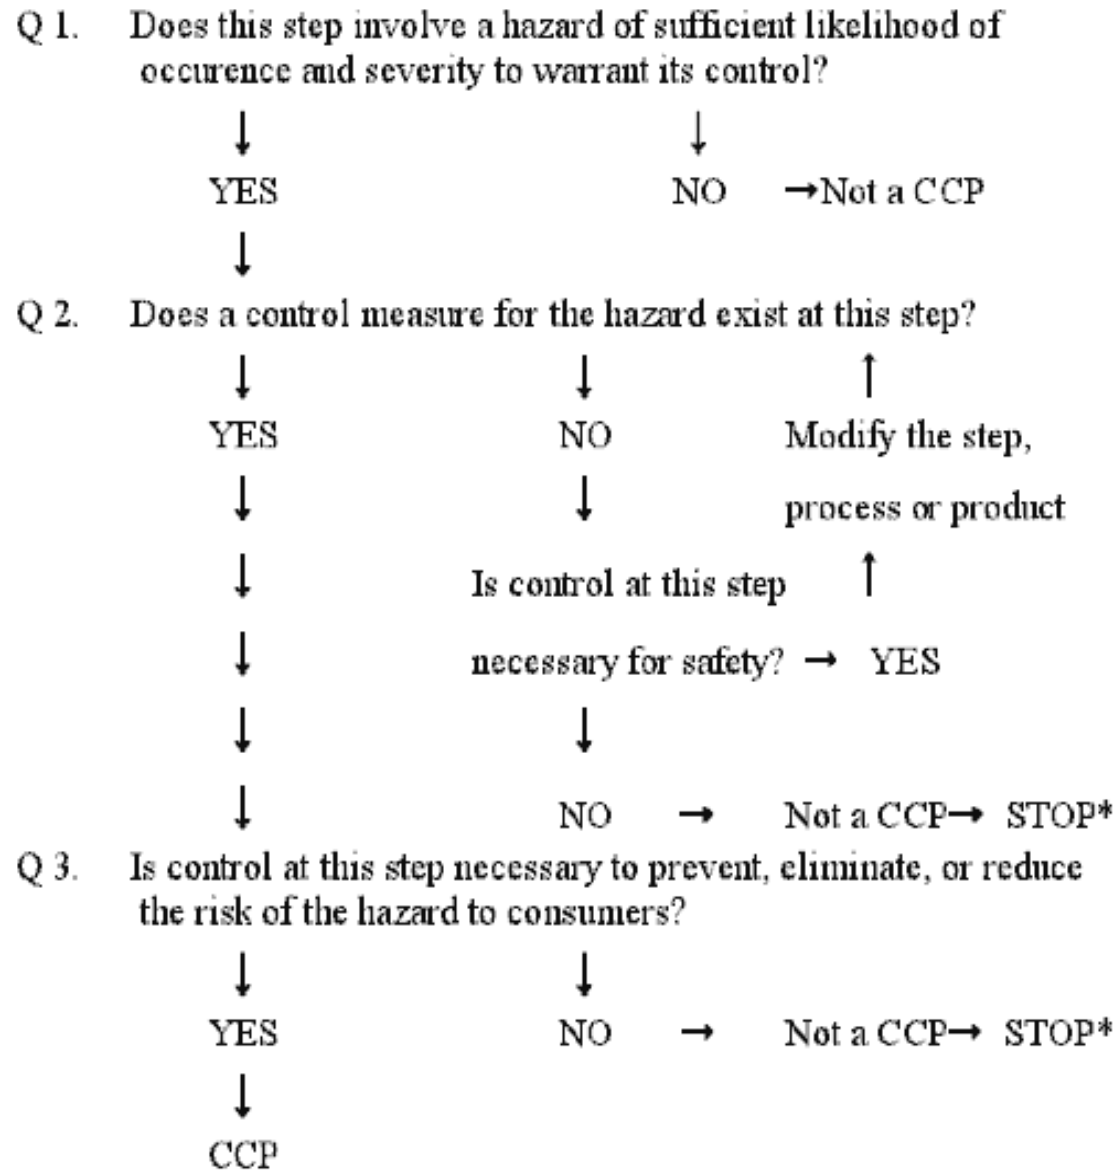 Q 1. Does this step involve a hazard of sufficient likelihood of
occurence and severity to warrant its control?
↓ ↓
YES NO →Not a CCP
↓
Q 2. Does a control measure for the hazard exist at this step?
↓ ↓ ↑
YES NO Modify the step,
↓ ↓ process or product
↓ Is control at this step ↑
↓ necessary for safety? → YES
↓ ↓
↓ NO → Not a CCP→ STOP*
Q 3. Is control at this step necessary to prevent, eliminate, or reduce
the risk of the hazard to consumers?
↓ ↓
YES NO → Not a CCP→ STOP*
↓
CCP